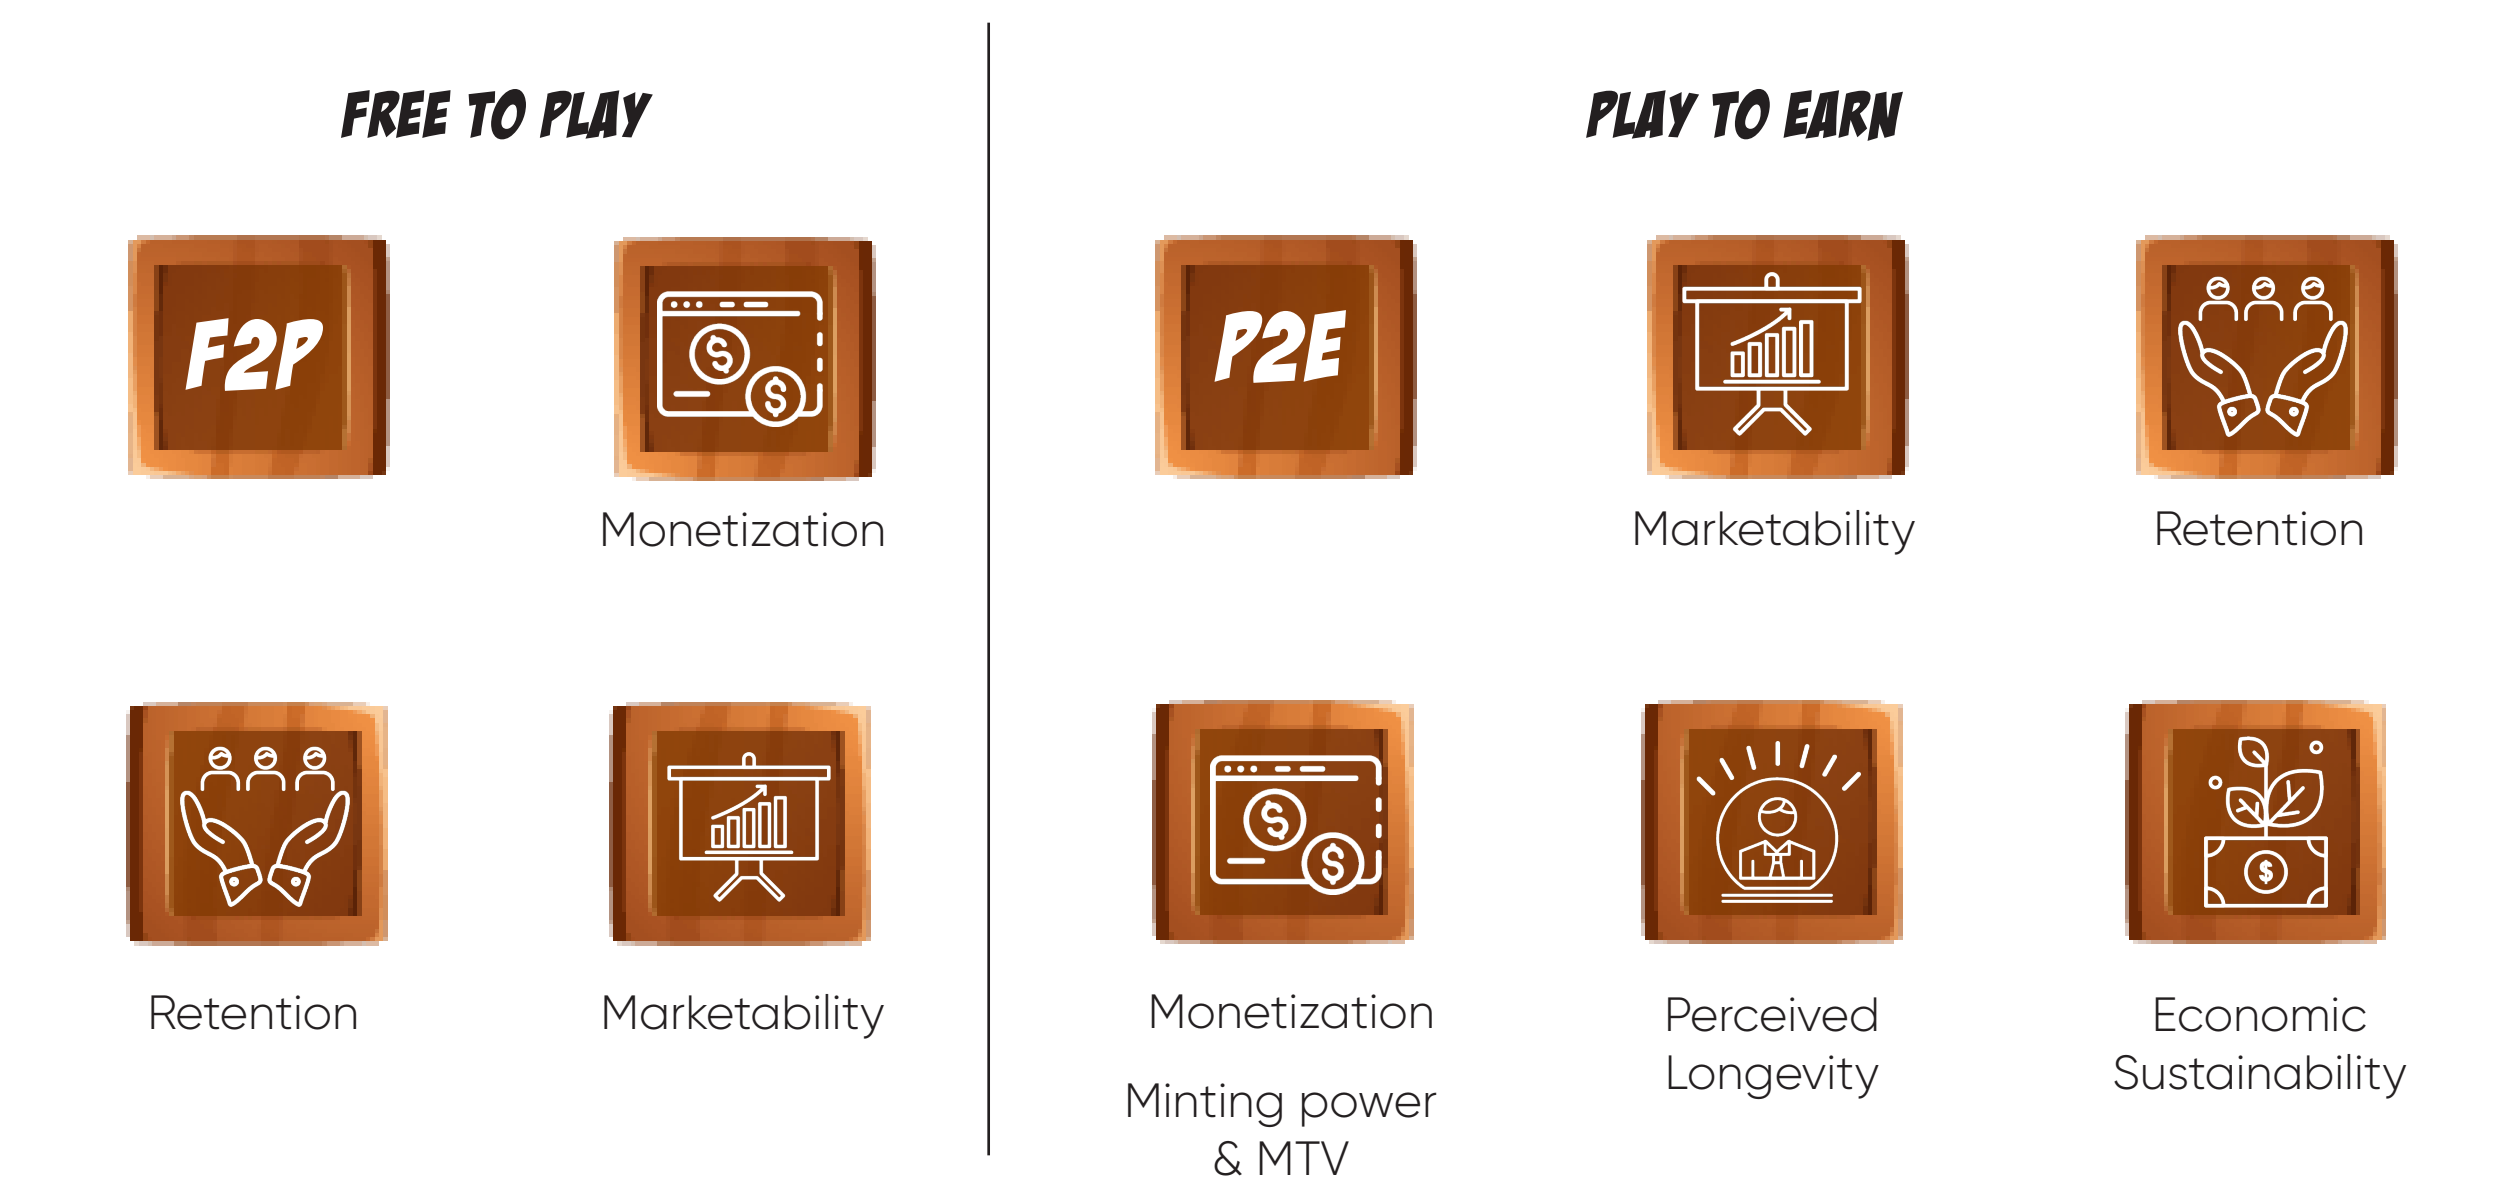 FREE TO PLAY
F2P
Monetization
Retention
Marketability
PLAY TO EARN
P2E
Marketability
Retention
Monetization
Minting power
& MTV
Perceived
Longevity
Economic
Sustainability